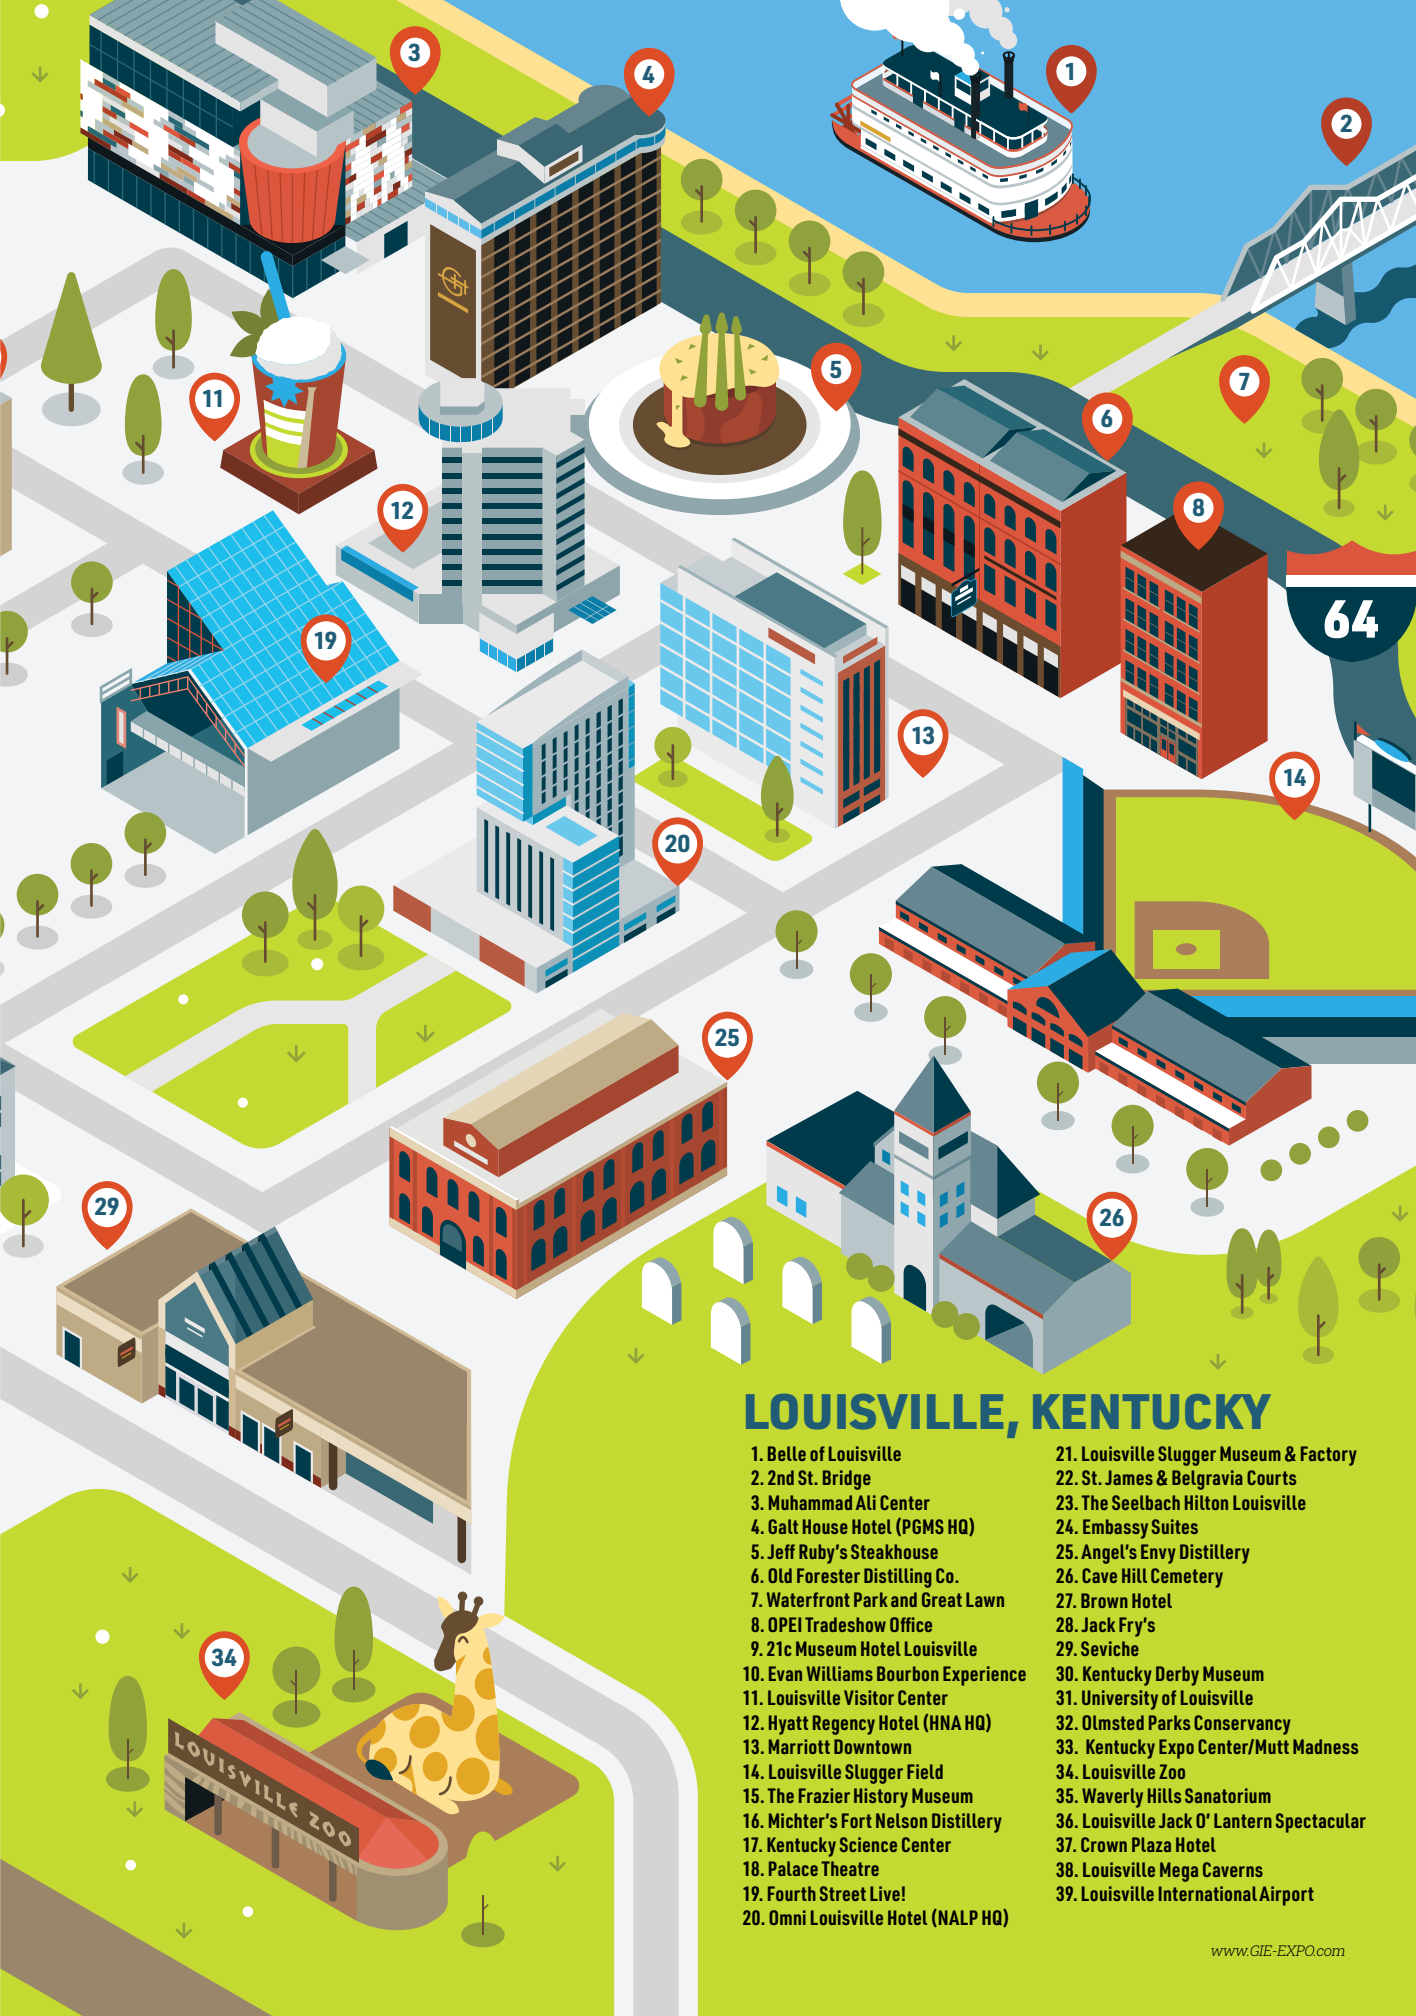 3
4
1
2
5
11
7
6
12
8
64
19
13
14
20
25
29
26
34
LOUISVILLE ZOO
LOUISVILLE, KENTUCKY
1. Belle of Louisville
2. 2nd St. Bridge
3. Muhammad Ali Center
4. Galt House Hotel (PGMS HQ)
5. Jeff Ruby's Steakhouse
6. Old Forester Distilling Co.
7. Waterfront Park and Great Lawn
8. OPEI Tradeshow Office
9. 21c Museum Hotel Louisville
10. Evan Williams Bourbon Experience
11. Louisville Visitor Center
12. Hyatt Regency Hotel (HNA HQ)
13. Marriott Downtown
14. Louisville Slugger Field
15. The Frazier History Museum
16. Michter's Fort Nelson Distillery
17. Kentucky Science Center
18. Palace Theatre
19. Fourth Street Live!
20. Omni Louisville Hotel (NALP HQ)
21. Louisville Slugger Museum & Factory
22. St. James & Belgravia Courts
23. The Seelbach Hilton Louisville
24. Embassy Suites
25. Angel's Envy Distillery
26. Cave Hill Cemetery
27. Brown Hotel
28. Jack Fry's
29. Seviche
30. Kentucky Derby Museum
31. University of Louisville
32. Olmsted Parks Conservancy
33. Kentucky Expo Center/Mutt Madness
34. Louisville Zoo
35. Waverly Hills Sanatorium
36. Louisville Jack O' Lantern Spectacular
37. Crown Plaza Hotel
38. Louisville Mega Caverns
39. Louisville International Airport
www.GIE-EXPO.com